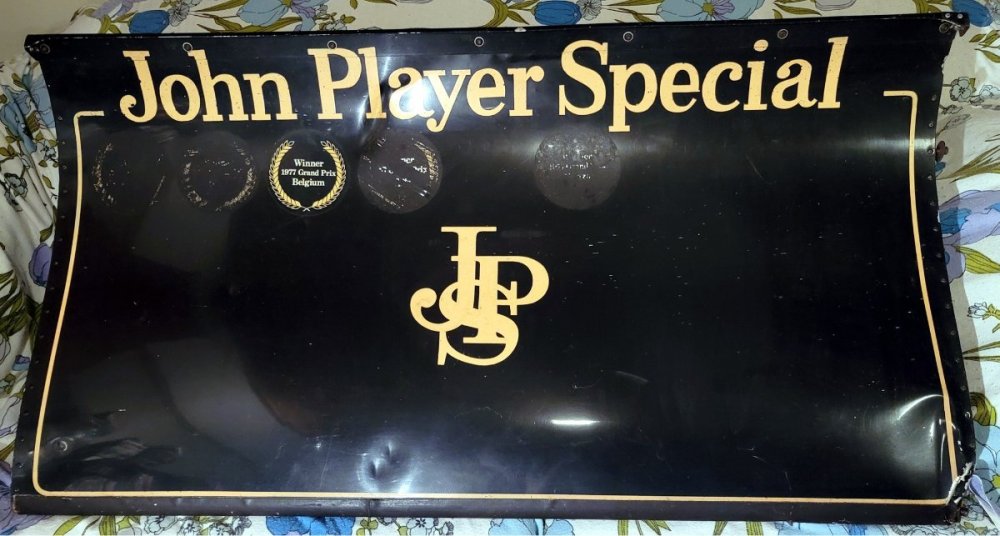 John Player Special
Winner
1977 Grand Prix
Belgium
JPS